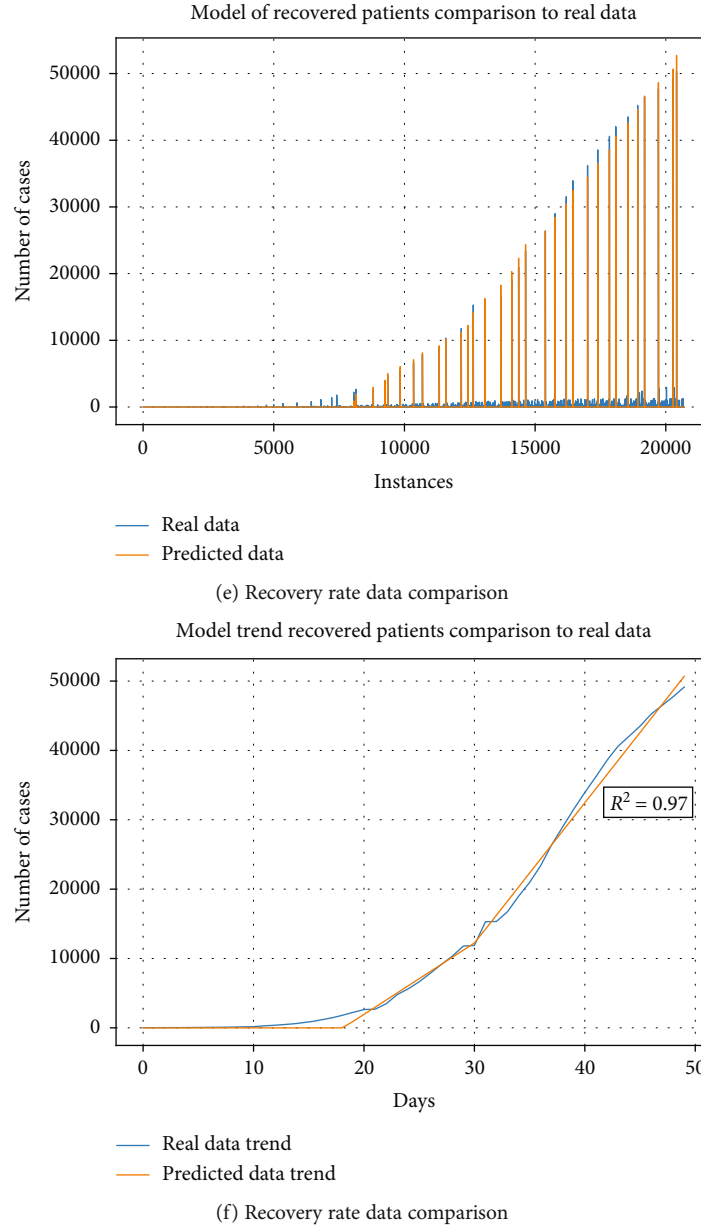 Model of recovered patients comparison to real data
50000
40000
30000
20000
10000
0
Number of cases
0 5000 10000 15000 20000
Instances
Real data
Predicted data
(e) Recovery rate data comparison
Model trend recovered patients comparison to real data
50000
40000
30000
20000
10000
0
Number of cases
R² = 0.97
0 10 20 30 40 50
Days
Real data trend
Predicted data trend
(f) Recovery rate data comparison